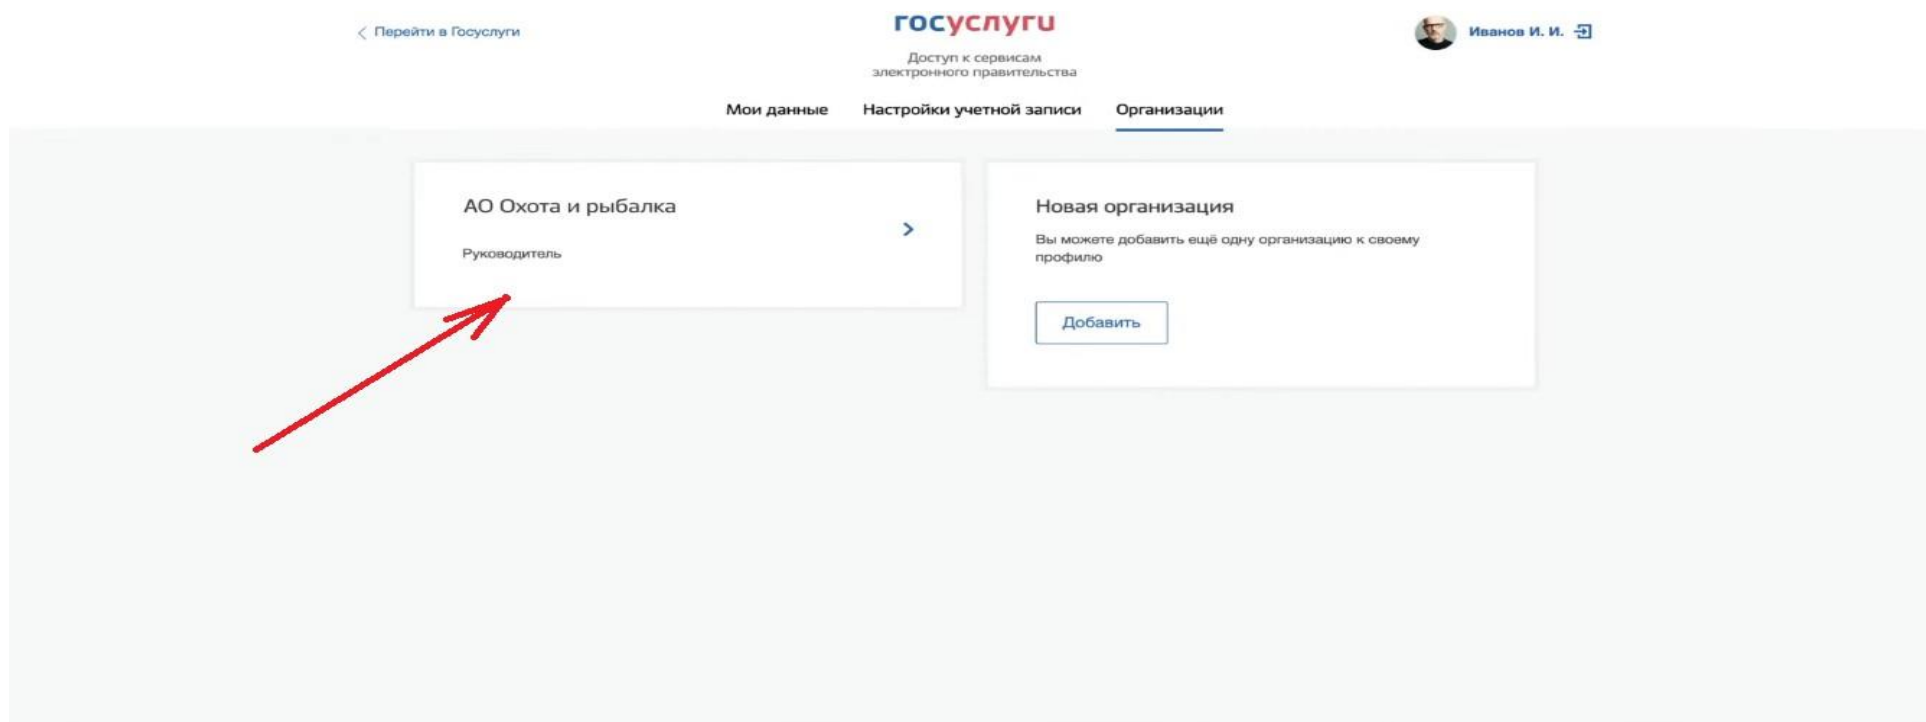 Перейти в Госуслуги
госуслуги
Иванов И. И.
Доступ к сервисам
электронного правительства
Мои данные Настройки учетной записи Организации
АО Охота и рыбалка
Руководитель
Новая организация
Вы можете добавить ещё одну организацию к своему
профилю
Добавить